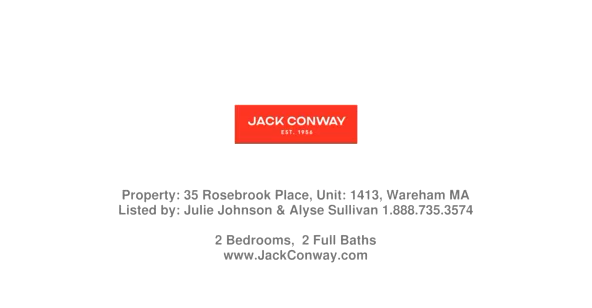 JACK CONWAY
EST. 1956
Property: 35 Rosebrook Place, Unit: 1413, Wareham MA
Listed by: Julie Johnson & Alyse Sullivan 1.888.735.3574
2 Bedrooms,  2 Full Baths
www.JackConway.com